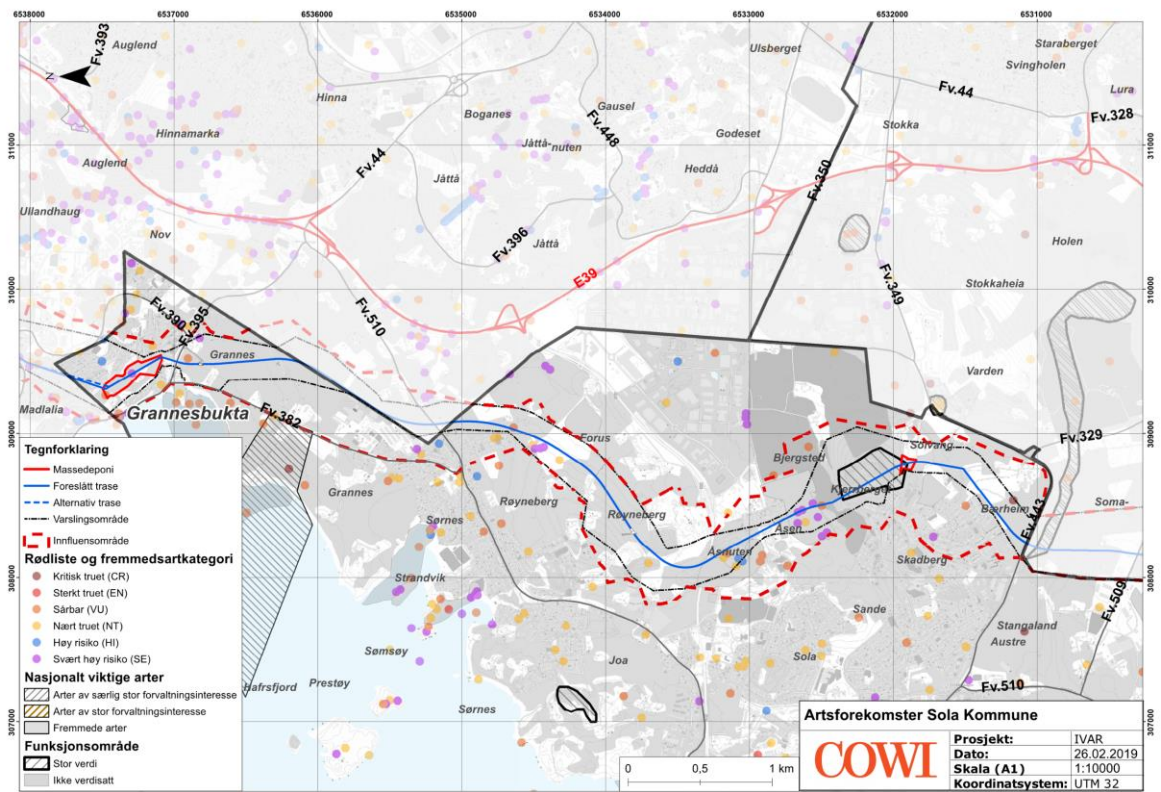 6538000 6537000 6536000 6535000 6534000 6533000 6532000 6531000
Fv.393
Auglend
Ulsberget
Staraberget
Svingholen
N
Hinna
Fv.44
Lura
Boganes
Gausel
Fv.328
Hinnamarka
Fv.448
Godeset
Stokka
Jåttå-
nuten
311000
311000
Auglend
Fv.44
Jåttå
Heddå
Fv.350
Ullandhaug
Nov
Fv.396
Jåttå
Holen
E39
Fv.349
310000
310000
Stokkaheia
Fv.390
Fv.395
Fv.510
Grannes
Varden
Madlalia
Grannesbukta
Fv.382
309000
309000
Forus
Solvang
Fv.329
Bjergsted
Grannes
Røyneberg
Kjerrberget
Soma-
Sørnes
Røyneberg
Åsen
Bærheim
Fv.443
Åsnuten
Skadberg
308000
Strandvik
Fv.509
Sande
Stangaland
Austre
Sømsøy
Joa
Sola
Hafrsfjord
Prestøy
Fv.510
Sørnes
307000
307000
Tegnforklaring
Massedeponi
Foreslått trase
Alternativ trase
Varslingsområde
Innfluensområde
Rødliste og fremmedsartkategori
Kritisk truet (CR)
Sterkt truet (EN)
Sårbar (VU)
Nært truet (NT)
Høy risiko (HI)
Svært høy risiko (SE)
Nasjonalt viktige arter
Arter av særlig stor forvaltningsinteresse
Arter av stor forvaltningsinteresse
Fremmede arter
Funksjonsområde
Stor verdi
Ikke verdisatt
0 0,5 1 km
Artsforekomster Sola Kommune
COWI
Prosjekt: IVAR
Dato: 26.02.2019
Skala (A1) 1:10000
Koordinatsystem: UTM 32